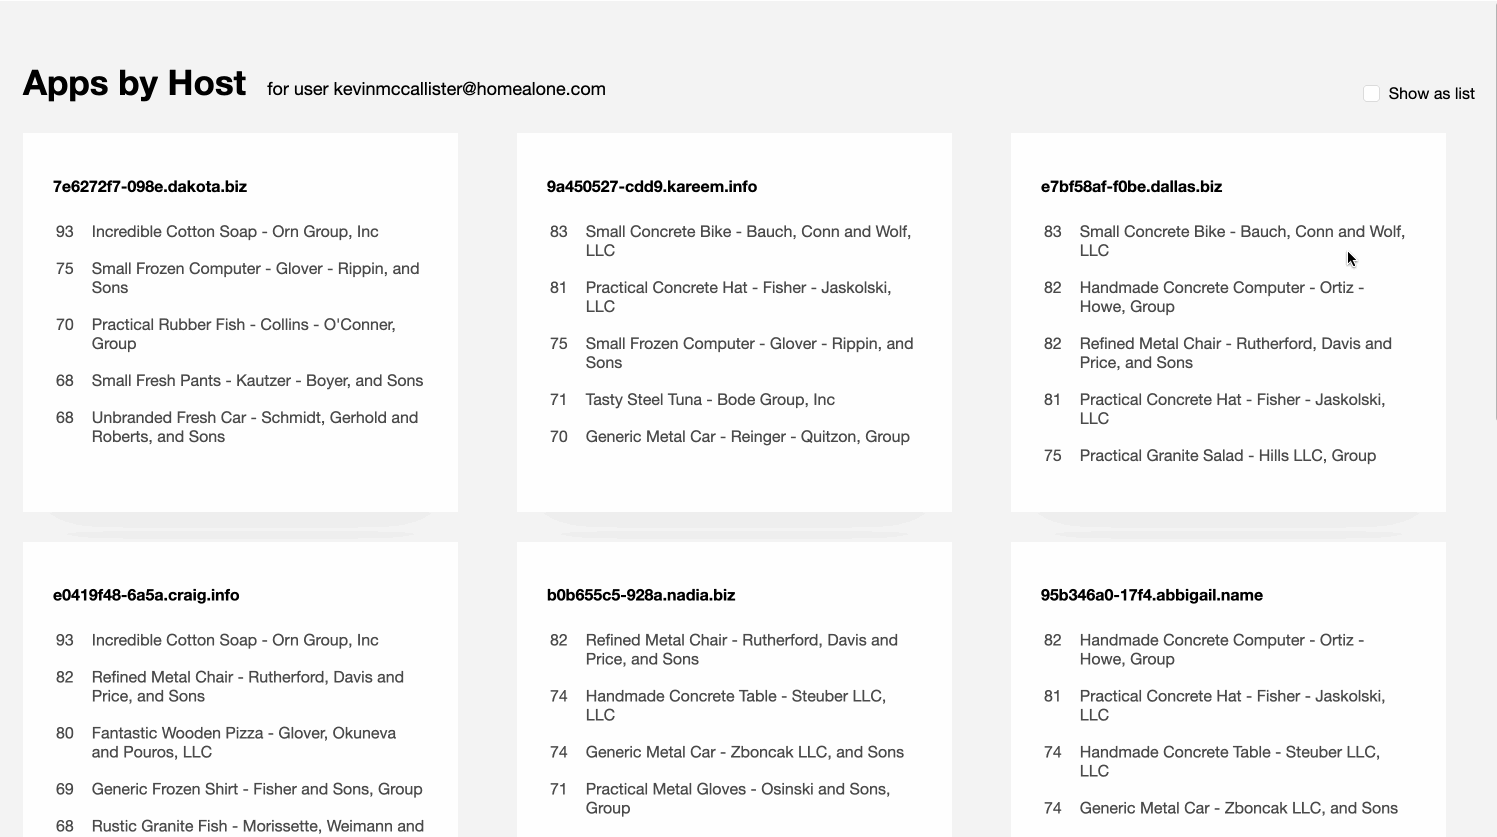 Apps by Host for user kevinmccallister@homealone.com
Show as list
7e6272f7-098e.dakota.biz
93 Incredible Cotton Soap - Orn Group, Inc
75 Small Frozen Computer - Glover - Rippin, and
Sons
70 Practical Rubber Fish - Collins - O'Conner,
Group
68 Small Fresh Pants - Kautzer - Boyer, and Sons
68 Unbranded Fresh Car - Schmidt, Gerhold and
Roberts, and Sons
9a450527-cdd9.kareem.info
83 Small Concrete Bike - Bauch, Conn and Wolf,
LLC
81 Practical Concrete Hat - Fisher - Jaskolski,
LLC
75 Small Frozen Computer - Glover - Rippin, and
Sons
71 Tasty Steel Tuna - Bode Group, Inc
70 Generic Metal Car - Reinger - Quitzon, Group
e7bf58af-f0be.dallas.biz
83 Small Concrete Bike - Bauch, Conn and Wolf,
LLC
82 Handmade Concrete Computer - Ortiz -
Howe, Group
82 Refined Metal Chair - Rutherford, Davis and
Price, and Sons
81 Practical Concrete Hat - Fisher - Jaskolski,
LLC
75 Practical Granite Salad - Hills LLC, Group
e0419f48-6a5a.craig.info
93 Incredible Cotton Soap - Orn Group, Inc
82 Refined Metal Chair - Rutherford, Davis and
Price, and Sons
80 Fantastic Wooden Pizza - Glover, Okuneva
and Pouros, LLC
69 Generic Frozen Shirt - Fisher and Sons, Group
68 Rustic Granite Fish - Morissette, Weimann and
b0b655c5-928a.nadia.biz
82 Refined Metal Chair - Rutherford, Davis and
Price, and Sons
74 Handmade Concrete Table - Steuber LLC,
LLC
74 Generic Metal Car - Zboncak LLC, and Sons
71 Practical Metal Gloves - Osinski and Sons,
Group
95b346a0-17f4.abbigail.name
82 Handmade Concrete Computer - Ortiz -
Howe, Group
81 Practical Concrete Hat - Fisher - Jaskolski,
LLC
74 Handmade Concrete Table - Steuber LLC,
LLC
74 Generic Metal Car - Zboncak LLC, and Sons